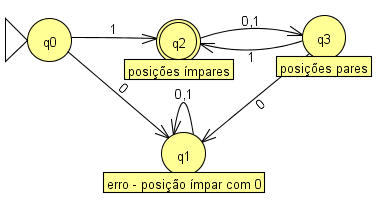 q0
1
q2
0,1
q3
posições ímpares
1
posições pares
0
0,1
0
q1
erro - posição ímpar com 0